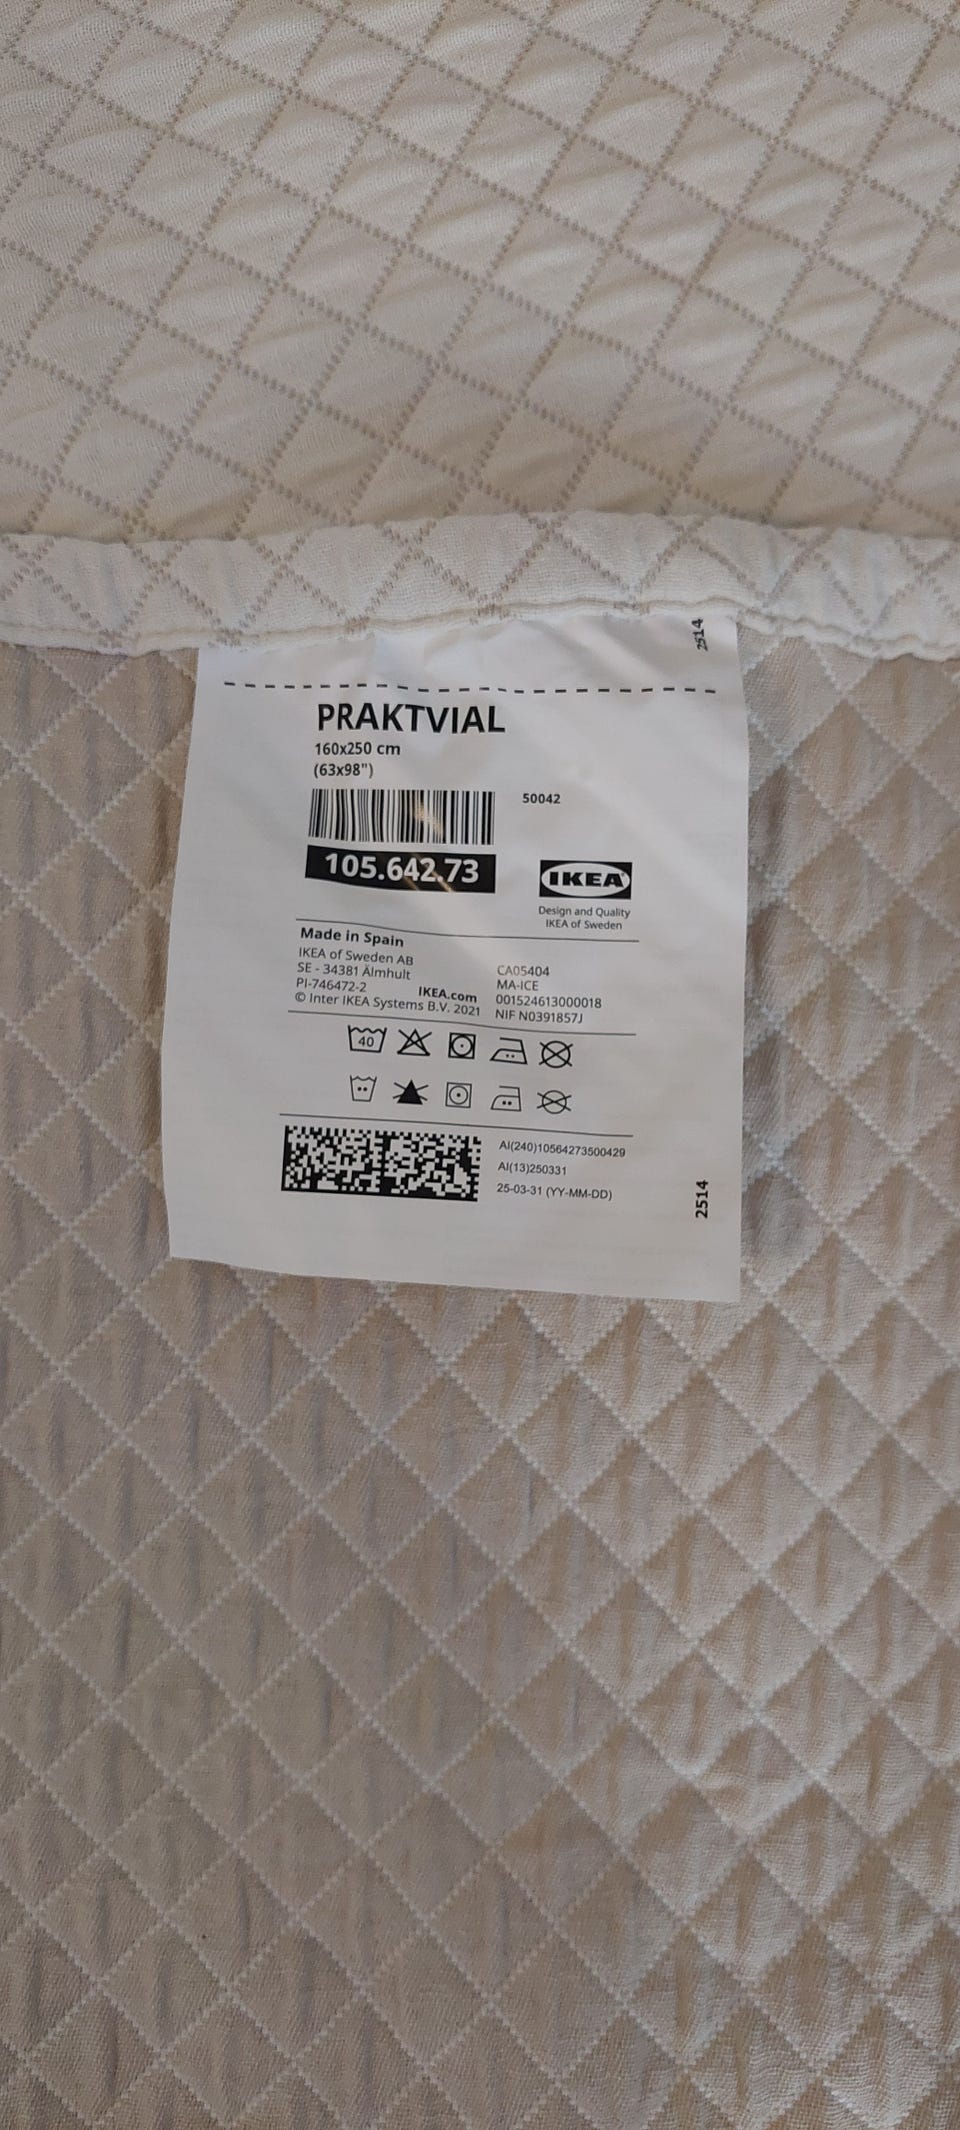 2514
PRAKTVIAL
160x250 cm
(63x98")
50042
105.642.73
IKEA
Design and Quality
IKEA of Sweden
Made in Spain
IKEA of Sweden AB
SE - 34381 Älmhult
PI-746472-2
IKEA.com
© Inter IKEA Systems B.V. 2021
CA05404
MA-ICE
001524613000018
NIF N0391857J
40
AI(240)10564273500429
AI(13)250331
25-03-31 (YY-MM-DD)
2514